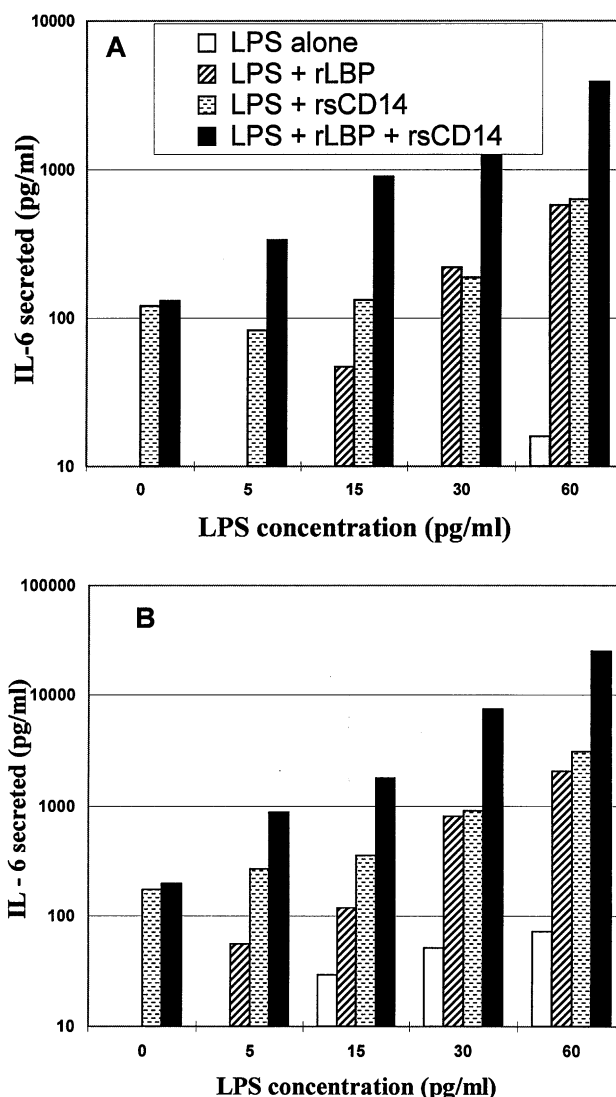 A
LPS alone
LPS + rLBP
LPS + rsCD14
LPS + rLBP + rsCD14
10000
1000
100
10
IL-6 secreted (pg/ml)
0 5 15 30 60
LPS concentration (pg/ml)
B
100000
10000
1000
100
10
IL - 6 secreted (pg/ml)
0 5 15 30 60
LPS concentration (pg/ml)